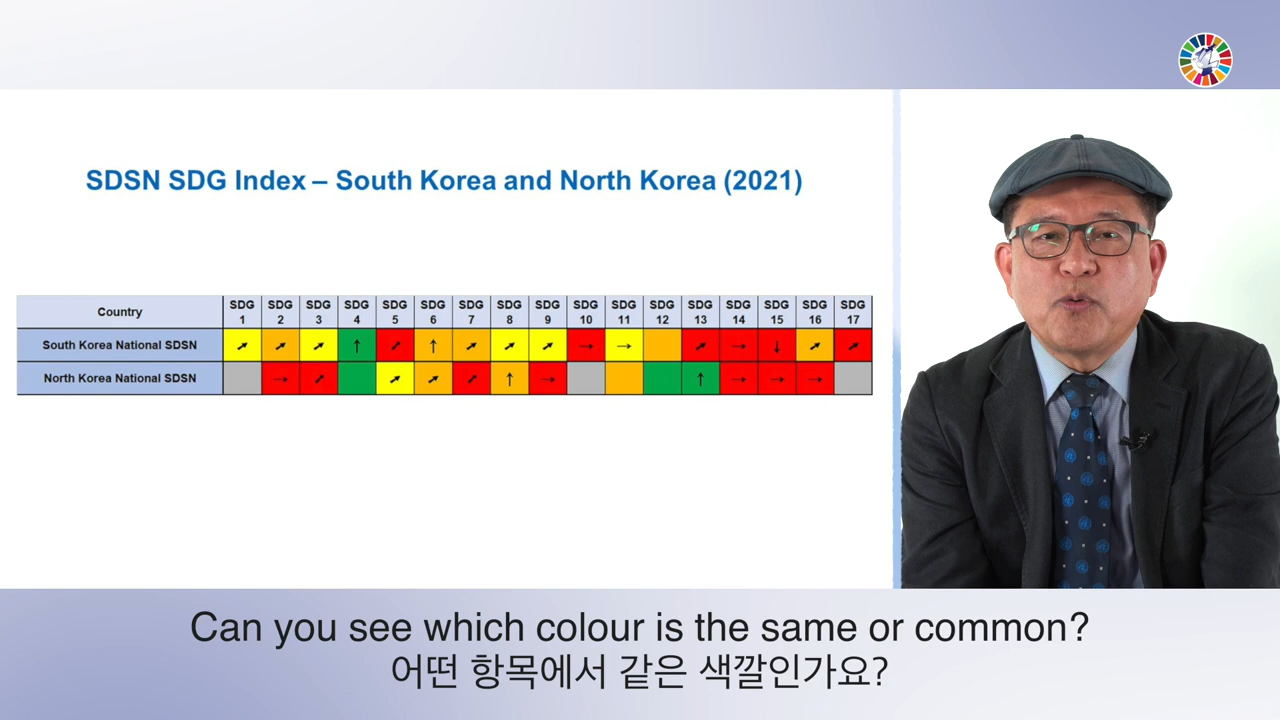 SDSN SDG Index – South Korea and North Korea (2021)
Country SDG 1 SDG 2 SDG 3 SDG 4 SDG 5 SDG 6 SDG 7 SDG 8 SDG 9 SDG 10 SDG 11 SDG 12 SDG 13 SDG 14 SDG 15 SDG 16 SDG 17
South Korea National SDSN ↗ ↗ ↗ ↑ ↗ ↑ ↗ ↗ ↗ → → ↗ → ↓ ↗ ↗
North Korea National SDSN → ↗ ↗ ↗ ↗ ↑ → ↑ → → →
Can you see which colour is the same or common?
어떤 항목에서 같은 색깔인가요?